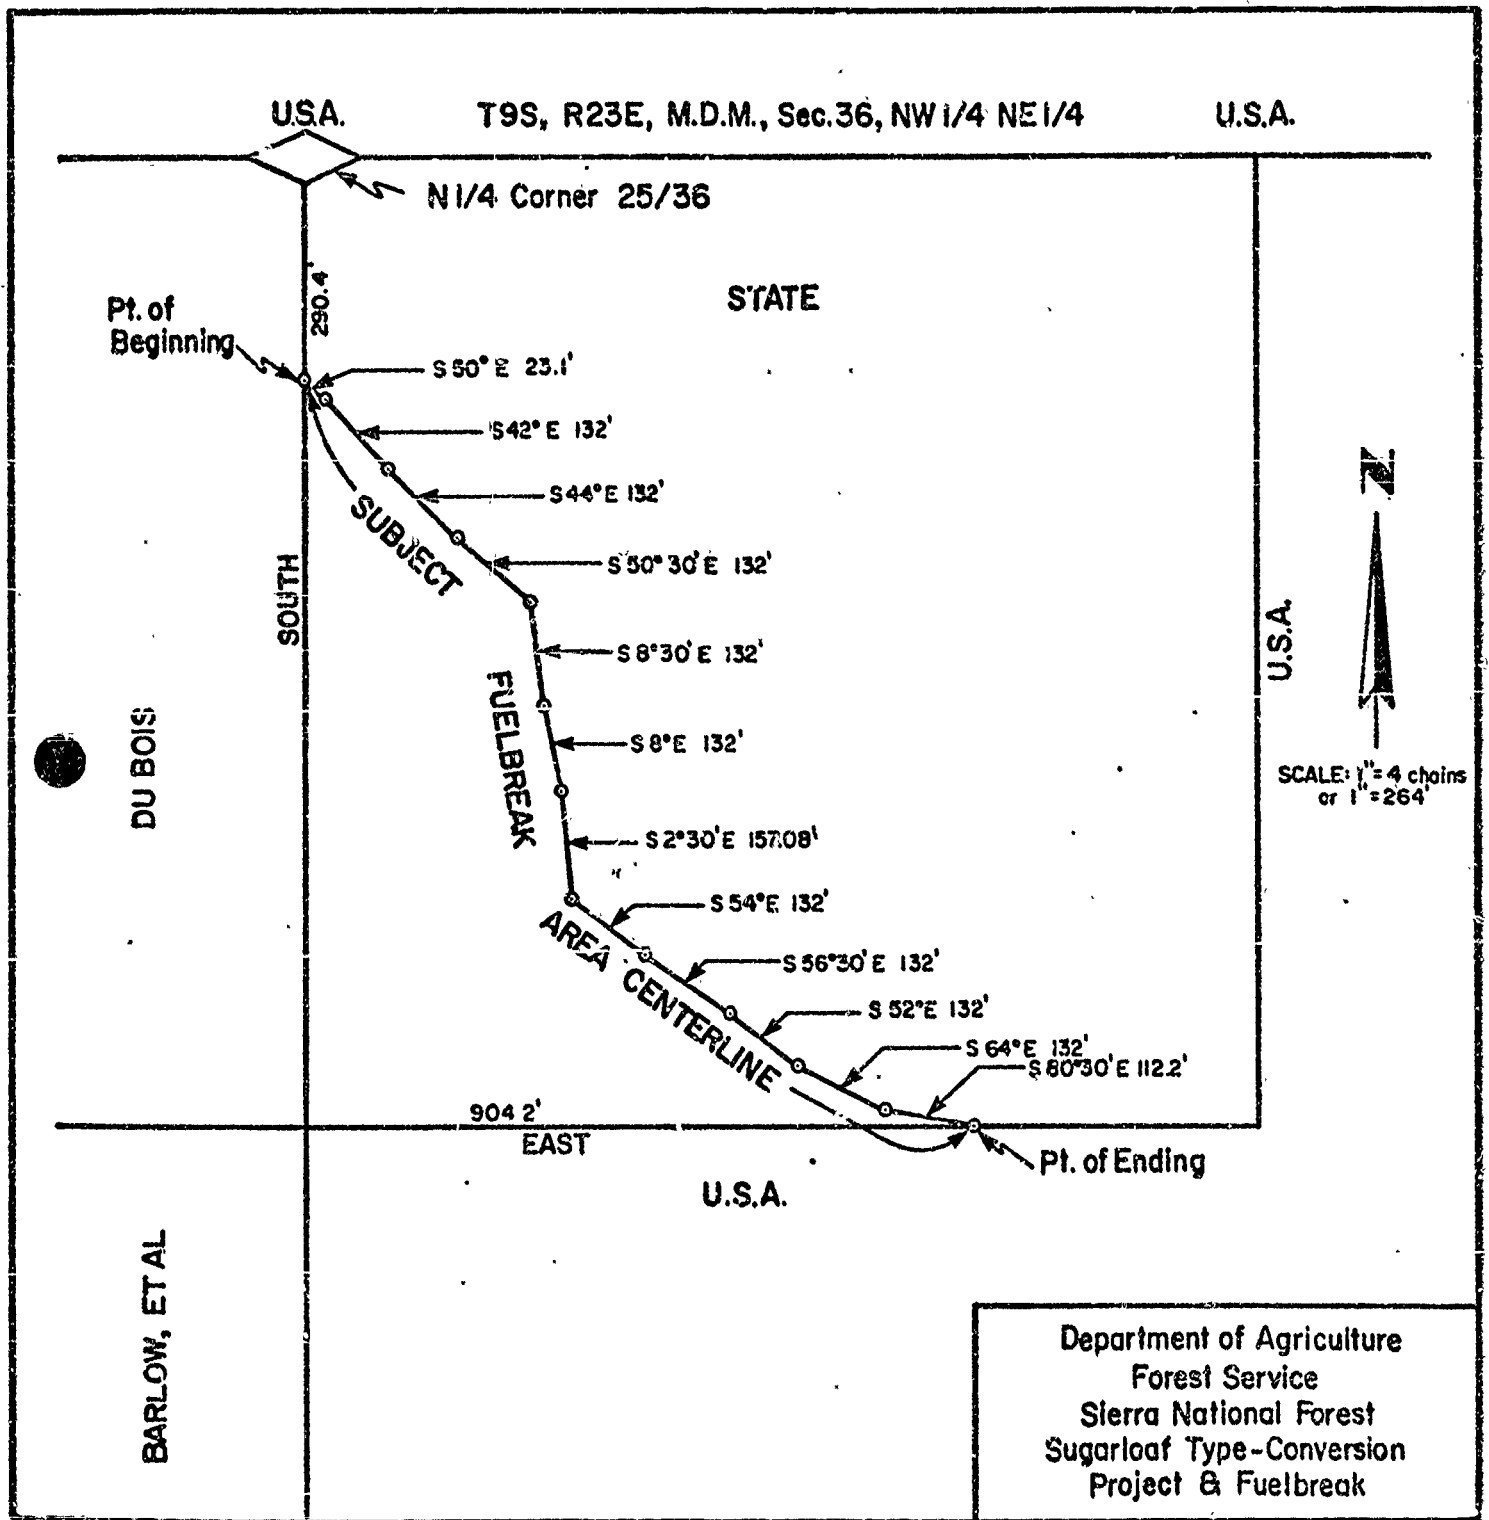 U.S.A.
T9S, R23E, M.D.M., Sec.36, NW1/4 NE1/4
U.S.A.
N1/4 Corner 25/36
290.4'
Pt. of
Beginning
STATE
S 50° E 23.1'
S42° E 132'
S44° E 132'
S 50° 30' E 132'
S 8°30' E 132'
S 8° E 132'
S 2°30' E 157.08'
S 54° E 132'
S 56°30' E 132'
S 52° E 132'
S 64° E 132'
S 80°30' E 112.2'
SUBJECT
FUELBREAK
AREA CENTERLINE
SOUTH
DU BOIS
U.S.A.
N
SCALE: 1"= 4 chains
or 1"=264'
904 2'
EAST
Pt. of Ending
U.S.A.
BARLOW, ET AL
Department of Agriculture
Forest Service
Sierra National Forest
Sugarloaf Type-Conversion
Project & Fuelbreak